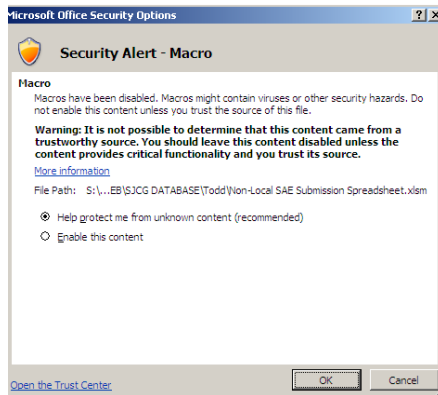 Microsoft Office Security Options
Security Alert - Macro
Macro
Macros have been disabled. Macros might contain viruses or other security hazards. Do
not enable this content unless you trust the source of this file.
Warning: It is not possible to determine that this content came from a
trustworthy source. You should leave this content disabled unless the
content provides critical functionality and you trust its source.
More information
File Path: S:\...EB\SJCG DATABASE\Todd\Non-Local SAE Submission Spreadsheet.xlsm
Help protect me from unknown content (recommended)
Enable this content
Open the Trust Center
OK
Cancel